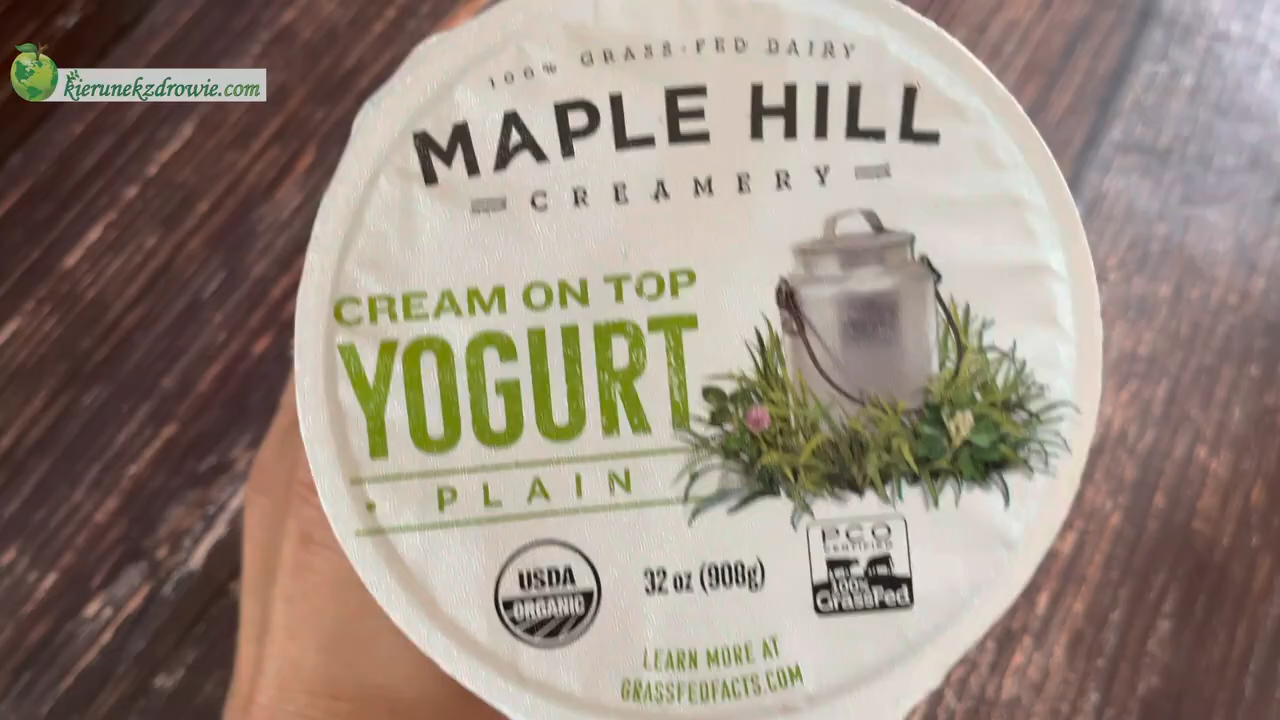 kierunekzdrowie.com
100% GRASS-FED DAIRY
MAPLE HILL
CREAMERY
CREAM ON TOP
YOGURT
• PLAIN
USDA
ORGANIC
32 oz (908g)
PCO
CERTIFIED
100%
GrassFed
LEARN MORE AT
GRASSFEDFACTS.COM